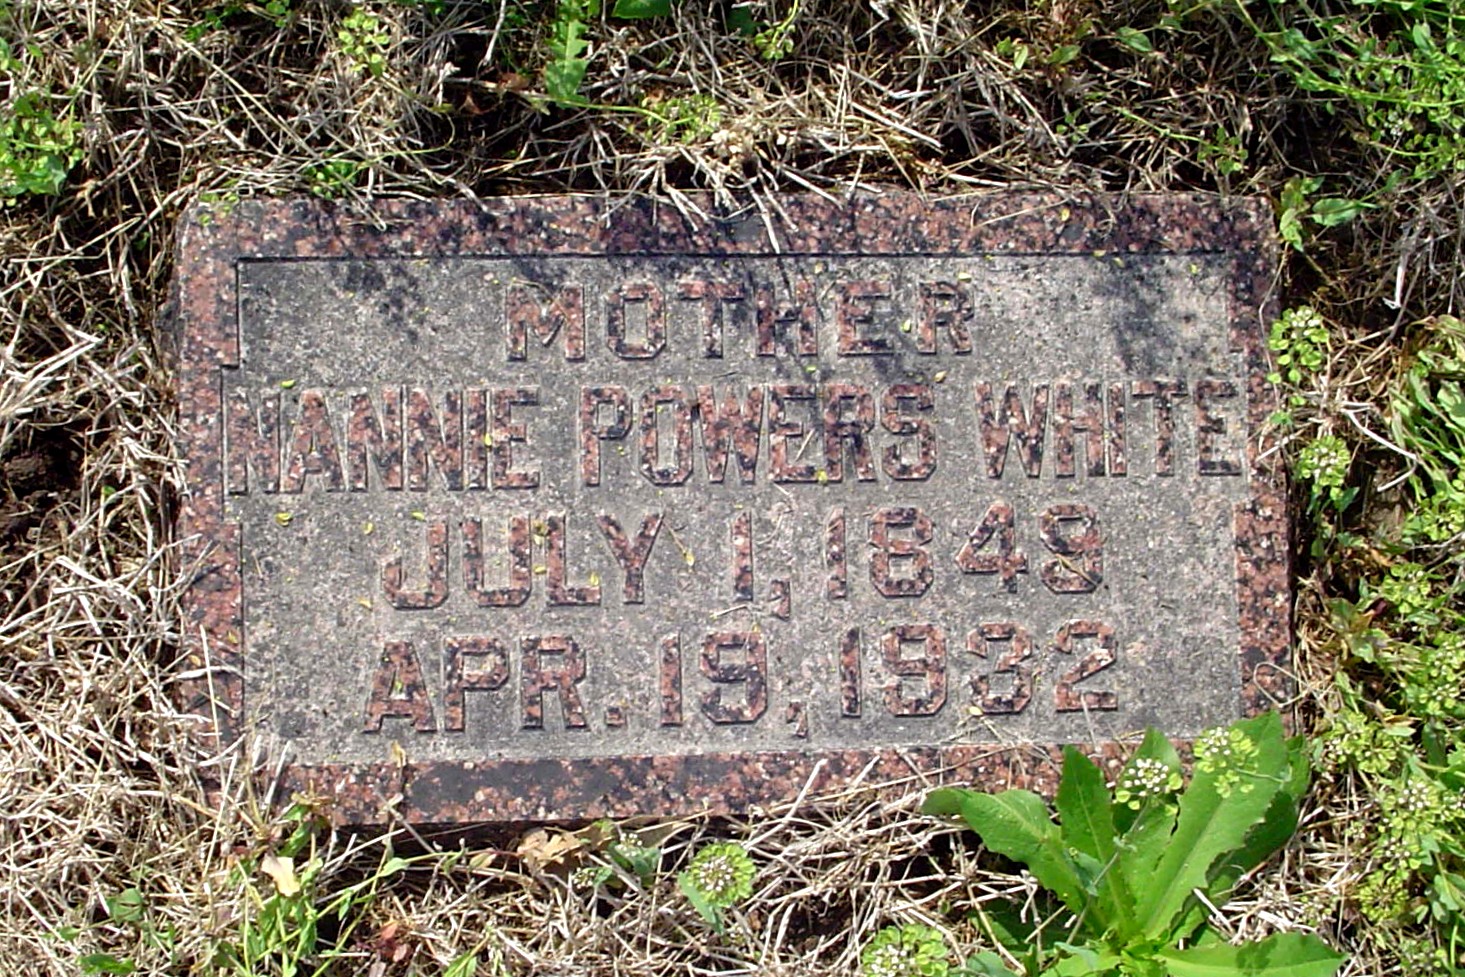 MOTHER
NANNIE POWERS WHITE
JULY 1, 1849
APR. 19, 1932